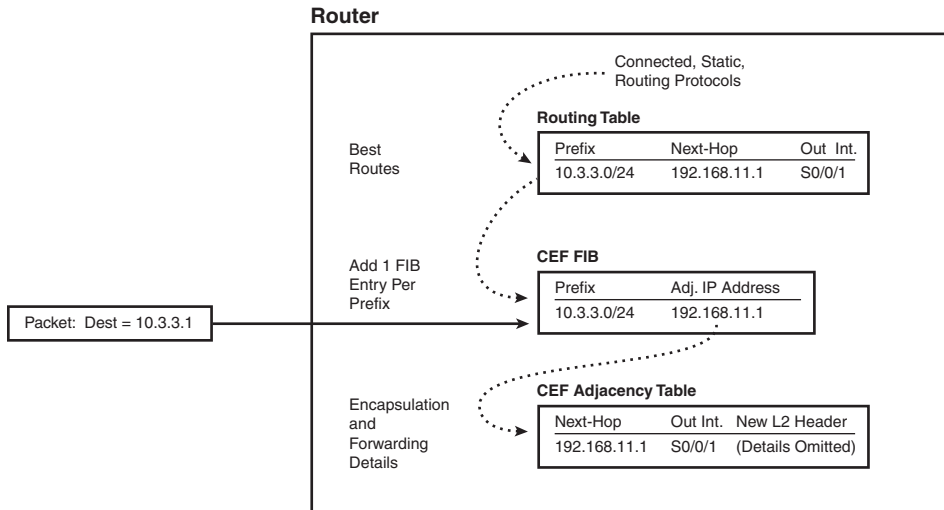 Router
Connected, Static,
Routing Protocols
Routing Table
Prefix Next-Hop Out Int.
10.3.3.0/24 192.168.11.1 S0/0/1
Best
Routes
CEF FIB
Prefix Adj. IP Address
10.3.3.0/24 192.168.11.1
Add 1 FIB
Entry Per
Prefix
Packet: Dest = 10.3.3.1
CEF Adjacency Table
Next-Hop Out Int. New L2 Header
192.168.11.1 S0/0/1 (Details Omitted)
Encapsulation
and
Forwarding
Details